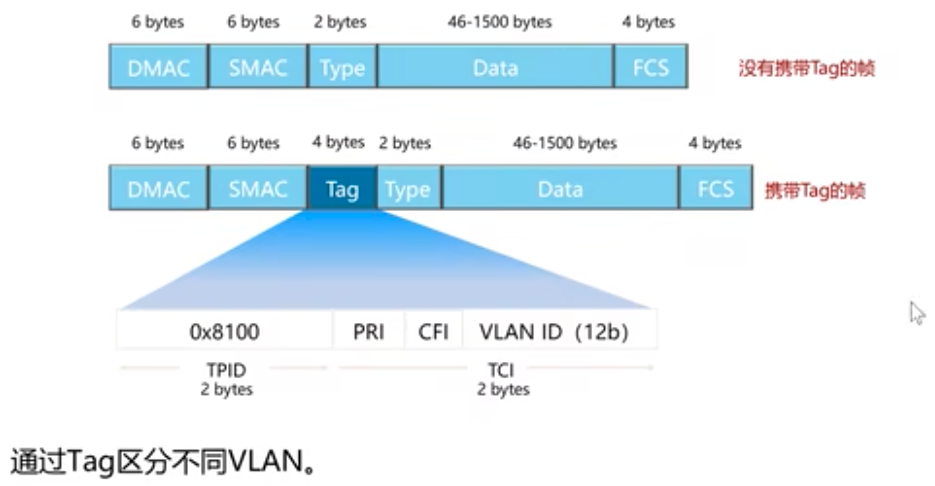 6 bytes 6 bytes 2 bytes 46-1500 bytes 4 bytes
DMAC SMAC Type Data FCS 没有携带Tag的帧
6 bytes 6 bytes 4 bytes 2 bytes 46-1500 bytes 4 bytes
DMAC SMAC Tag Type Data FCS 携带Tag的帧
0x8100 PRI CFI VLAN ID（12b）
TPID TCI
2 bytes 2 bytes
通过Tag区分不同VLAN。